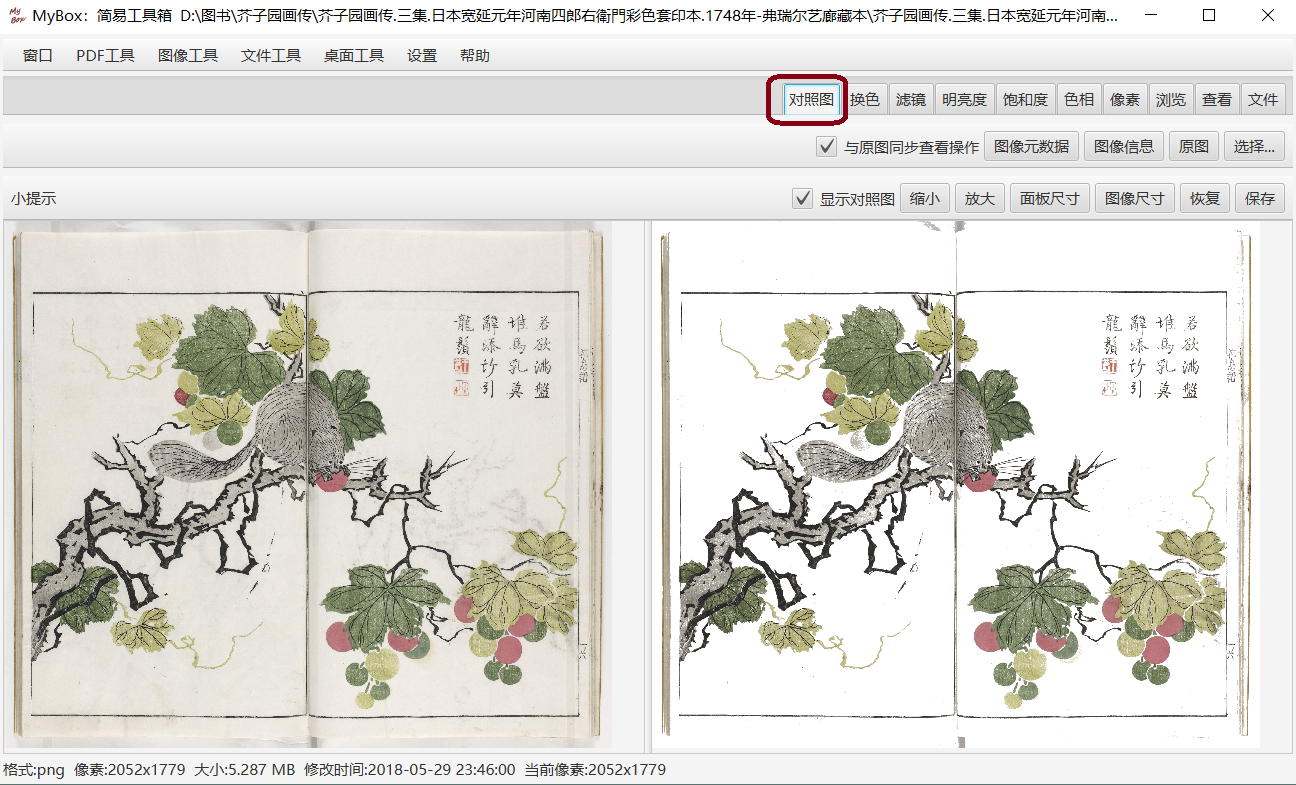 MyBox：简易工具箱 D:\图书\芥子园画传\芥子园画传.三集.日本宽延元年河南四郎右衛門彩色套印本.1748年-弗瑞尔艺廊藏本\芥子园画传.三集.日本宽延元年河南...
窗口 PDF工具 图像工具 文件工具 桌面工具 设置 帮助
对照图 换色 滤镜 明亮度 饱和度 色相 像素 浏览 查看 文件
与原图同步查看操作 图像元数据 图像信息 原图 选择...
小提示 显示对照图 缩小 放大 面板尺寸 图像尺寸 恢复 保存
若欲滿盤
堆馬乳莫
辭添竹引
龍鬚
若欲滿盤
堆馬乳莫
辭添竹引
龍鬚
格式:png 像素:2052x1779 大小:5.287 MB 修改时间:2018-05-29 23:46:00 当前像素:2052x1779